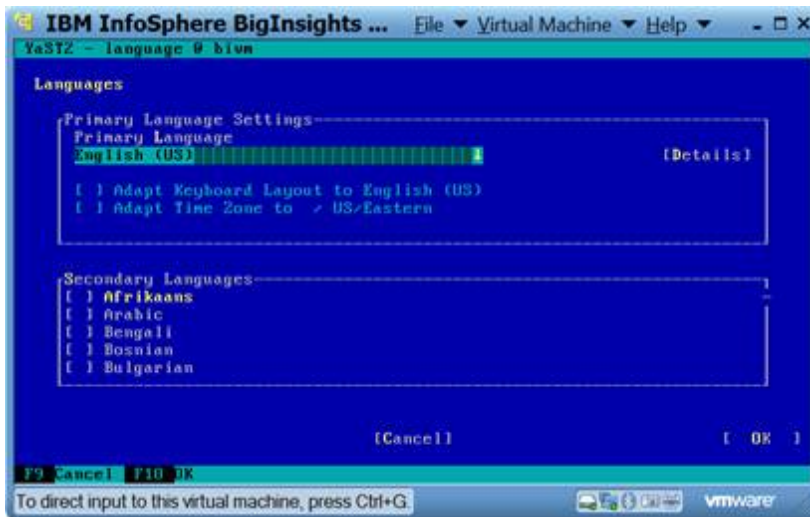 IBM InfoSphere BigInsights ... File Virtual Machine Help
YaST2 - language @ bivm
Languages
Primary Language Settings
Primary Language
English (US)
[Details]
[ ] Adapt Keyboard Layout to English (US)
[ ] Adapt Time Zone to / US/Eastern
Secondary Languages
[ ] Afrikaans
[ ] Arabic
[ ] Bengali
[ ] Bosnian
[ ] Bulgarian
[Cancel] [ OK ]
F9 Cancel F10 OK
To direct input to this virtual machine, press Ctrl+G. vmware